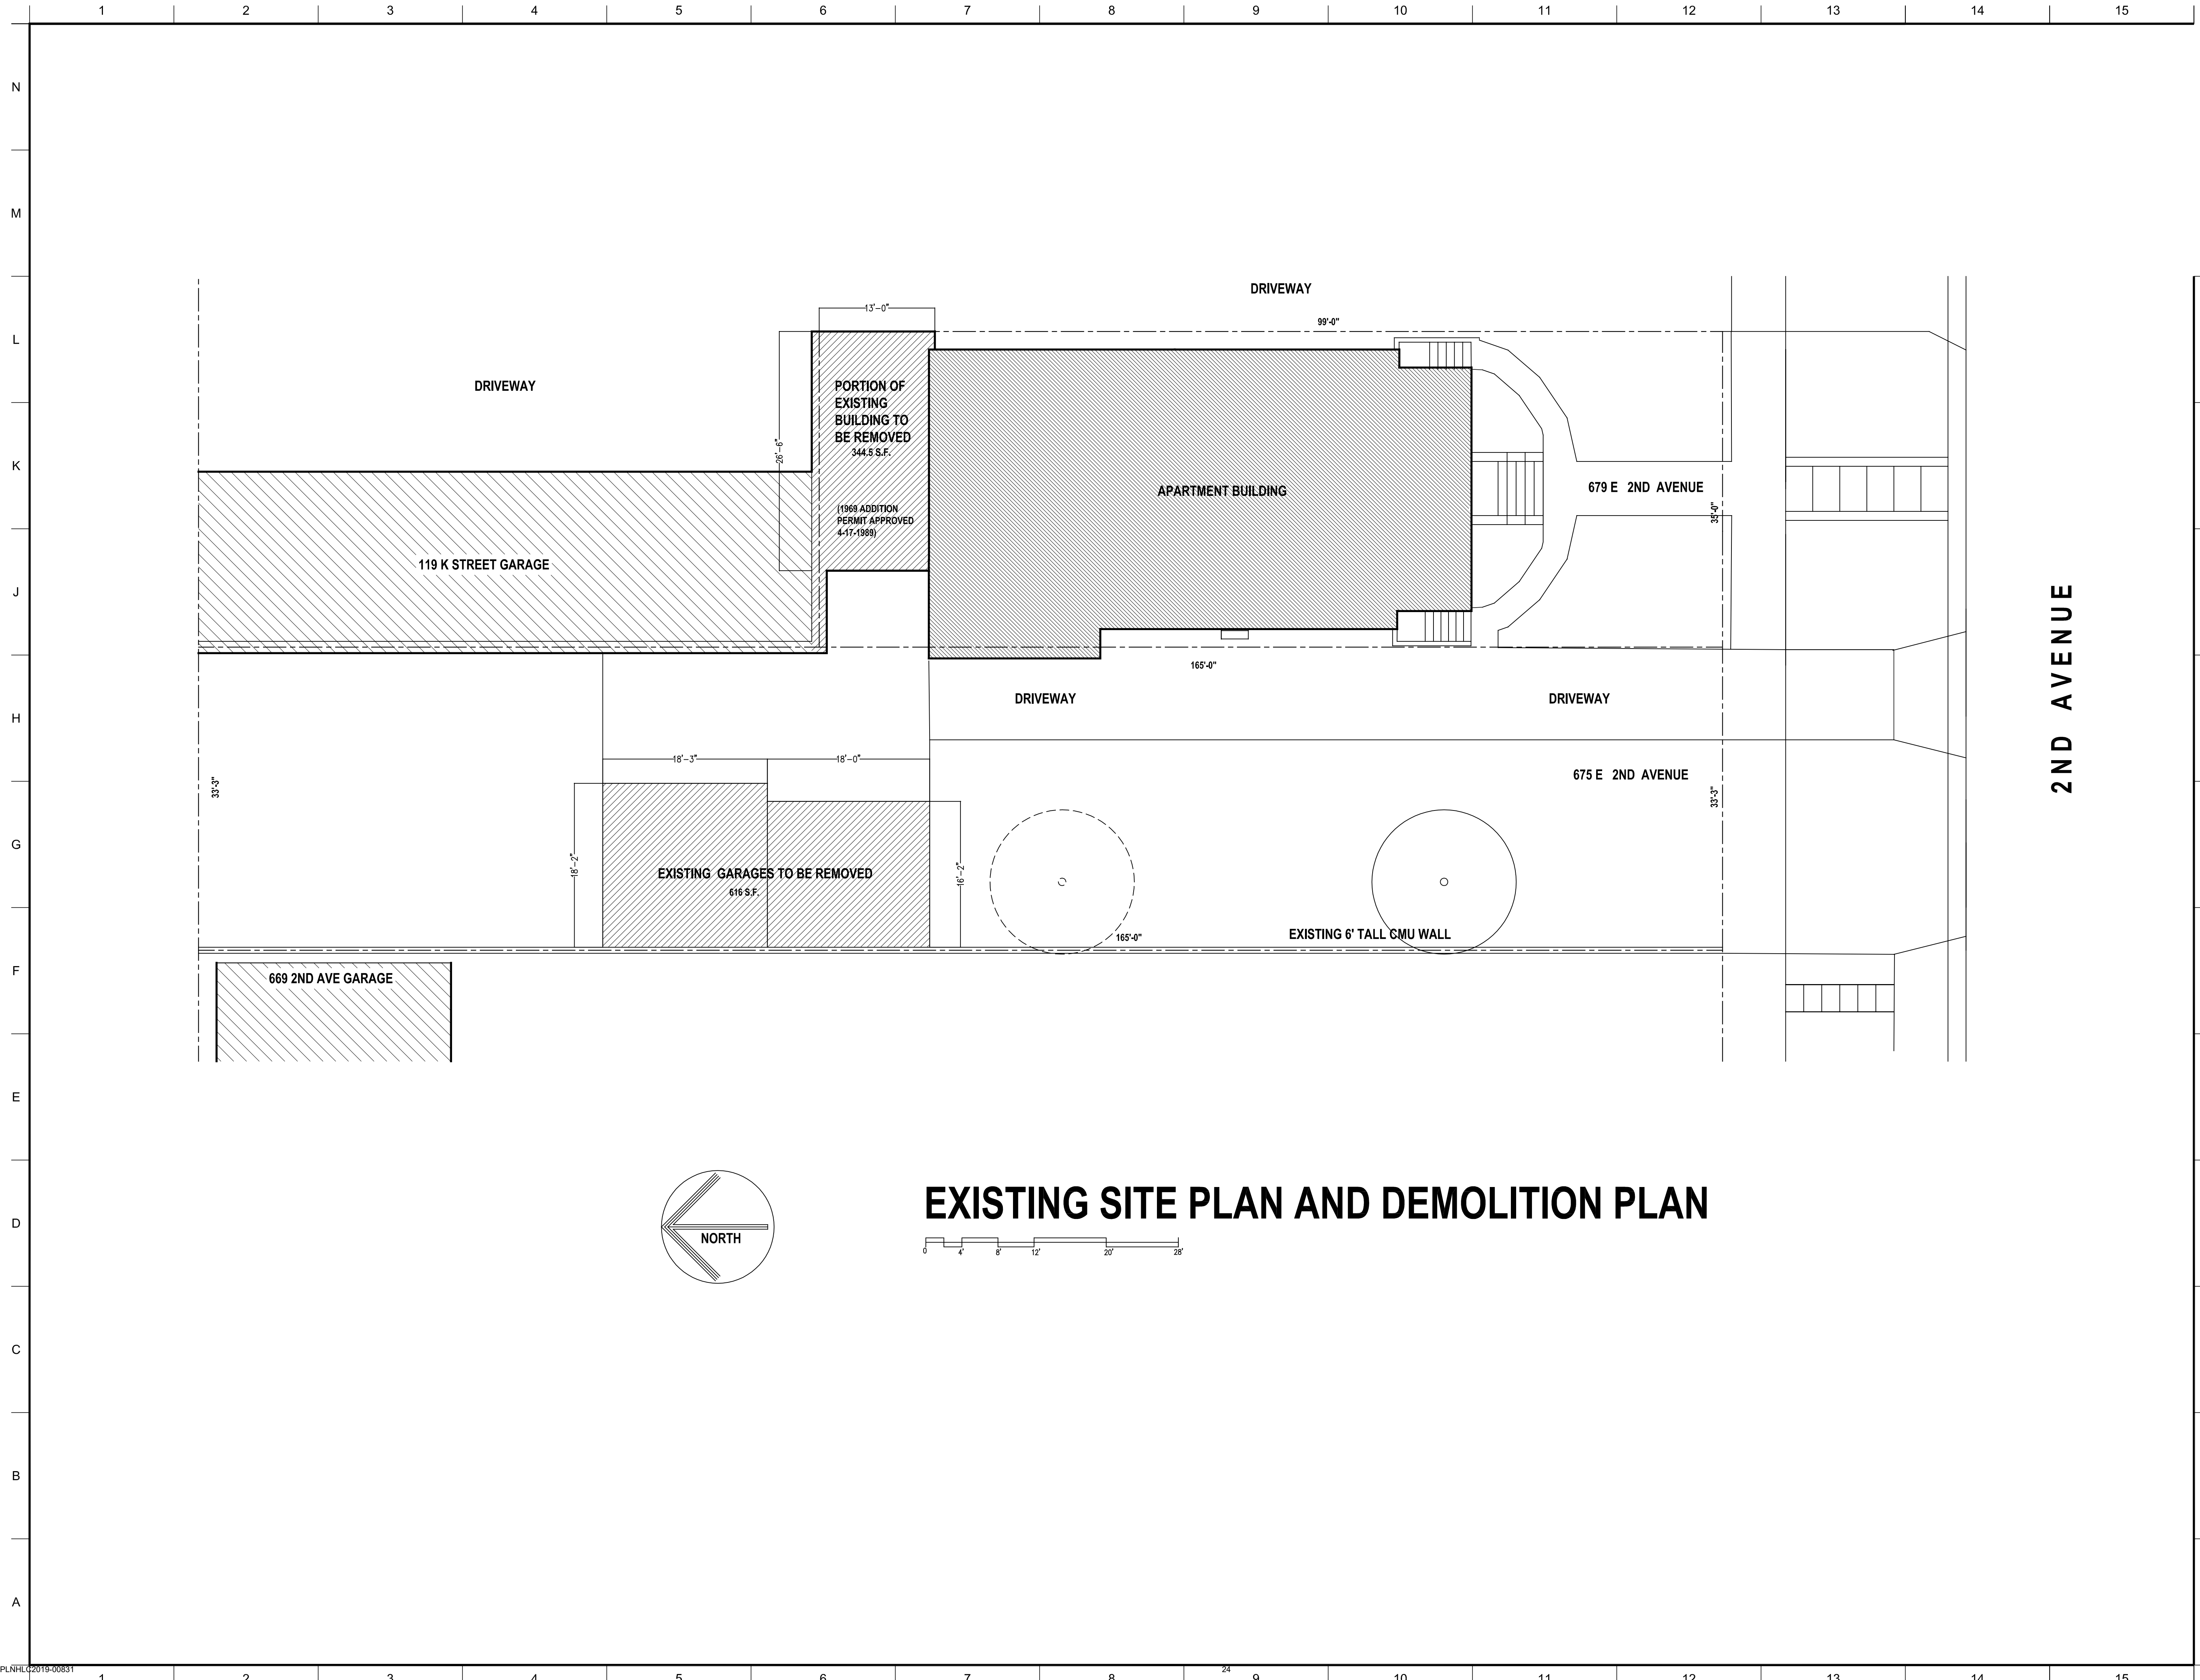 1 2 3 4 5 6 7 8 9 10 11 12 13 14 15
N
M
L
K
J
H
G
F
E
D
C
B
A
DRIVEWAY
99'-0"
13'-0"
DRIVEWAY
26'-6"
PORTION OF
EXISTING
BUILDING TO
BE REMOVED
344.5 S.F.
(1969 ADDITION
PERMIT APPROVED
4-17-1989)
APARTMENT BUILDING
679 E 2ND AVENUE
35'-0"
119 K STREET GARAGE
165'-0"
DRIVEWAY
DRIVEWAY
2ND AVENUE
18'-3"
18'-0"
675 E 2ND AVENUE
33'-3"
33'-3"
18'-2"
16'-2"
EXISTING GARAGES TO BE REMOVED
616 S.F.
165'-0"
EXISTING 6' TALL CMU WALL
669 2ND AVE GARAGE
NORTH
EXISTING SITE PLAN AND DEMOLITION PLAN
0 4' 8' 12' 20' 28'
PLNHLC2019-00831
24
1 2 3 4 5 6 7 8 9 10 11 12 13 14 15